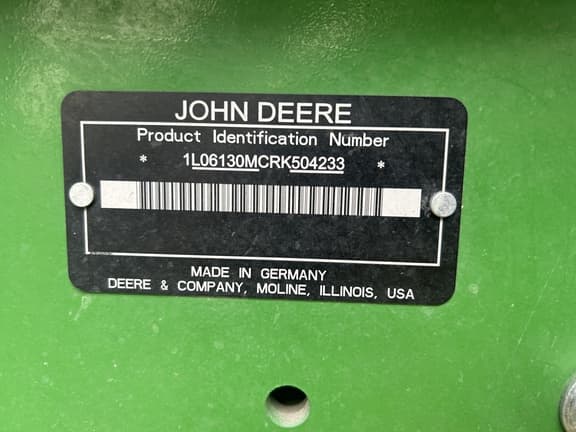 JOHN DEERE
Product Identification Number
* 1L06130MCRK504233 *
MADE IN GERMANY
DEERE & COMPANY, MOLINE, ILLINOIS, USA